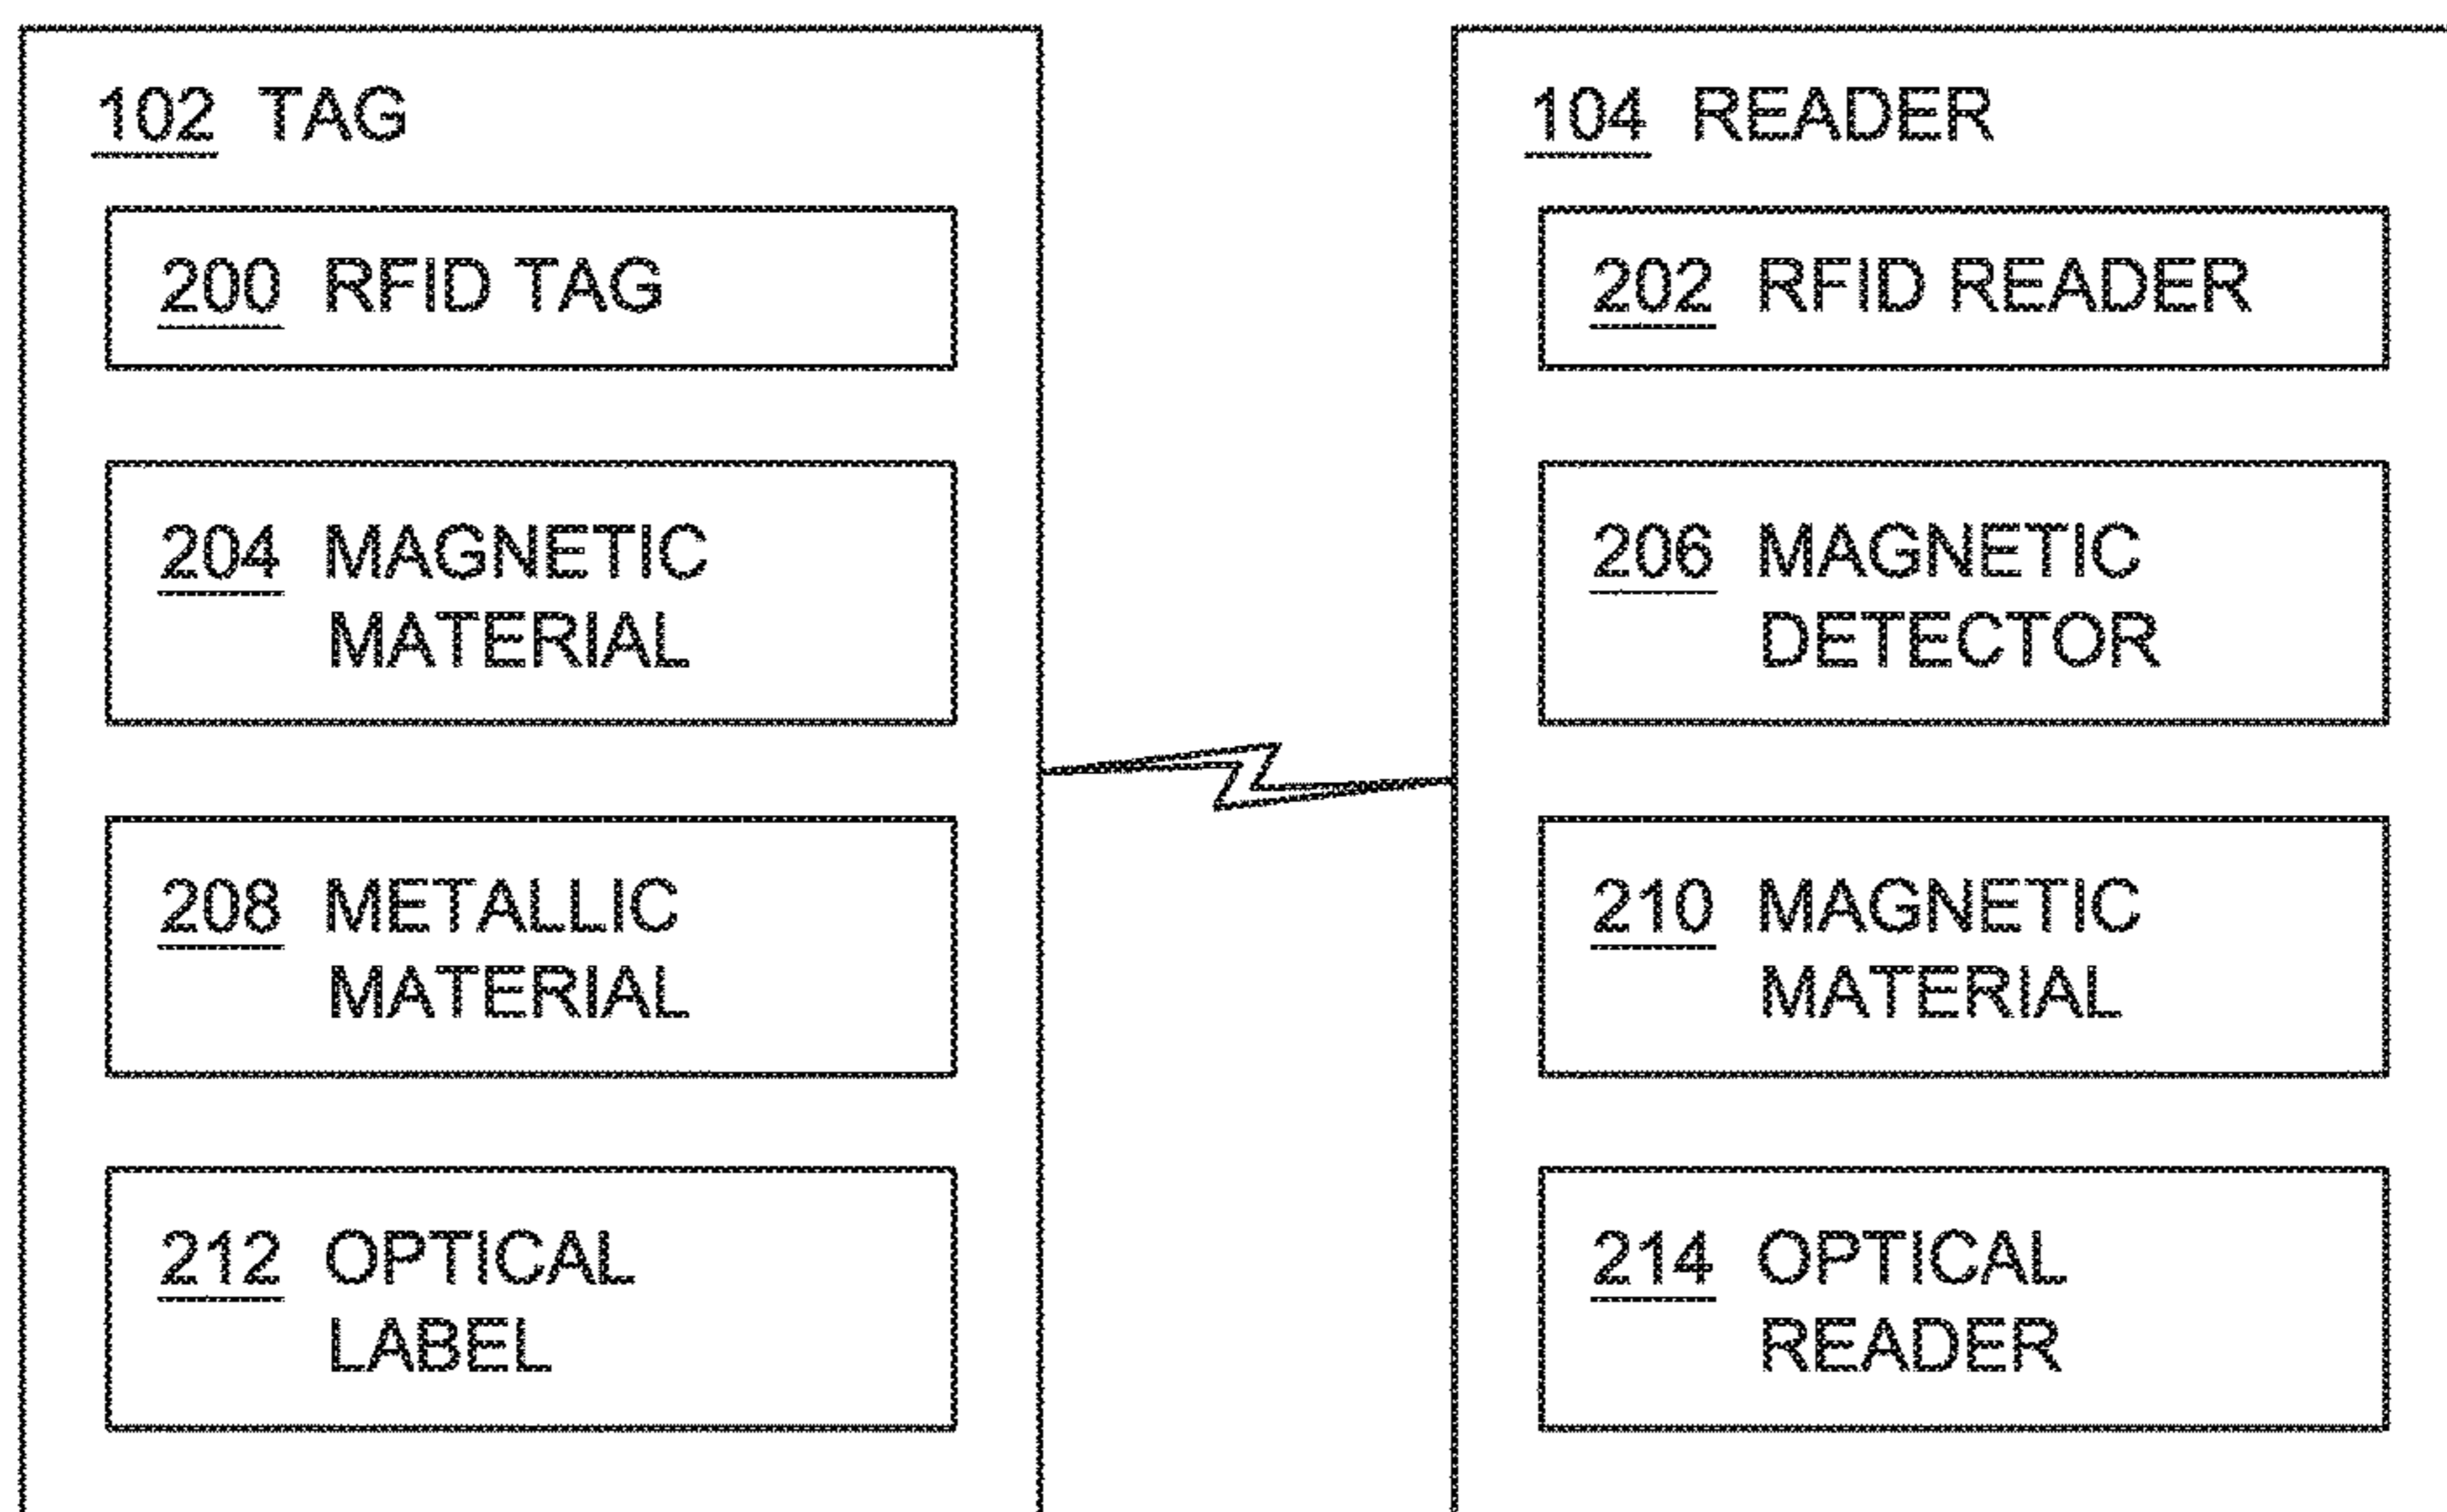 102 TAG
200 RFID TAG
204 MAGNETIC
MATERIAL
208 METALLIC
MATERIAL
212 OPTICAL
LABEL
104 READER
202 RFID READER
206 MAGNETIC
DETECTOR
210 MAGNETIC
MATERIAL
214 OPTICAL
READER